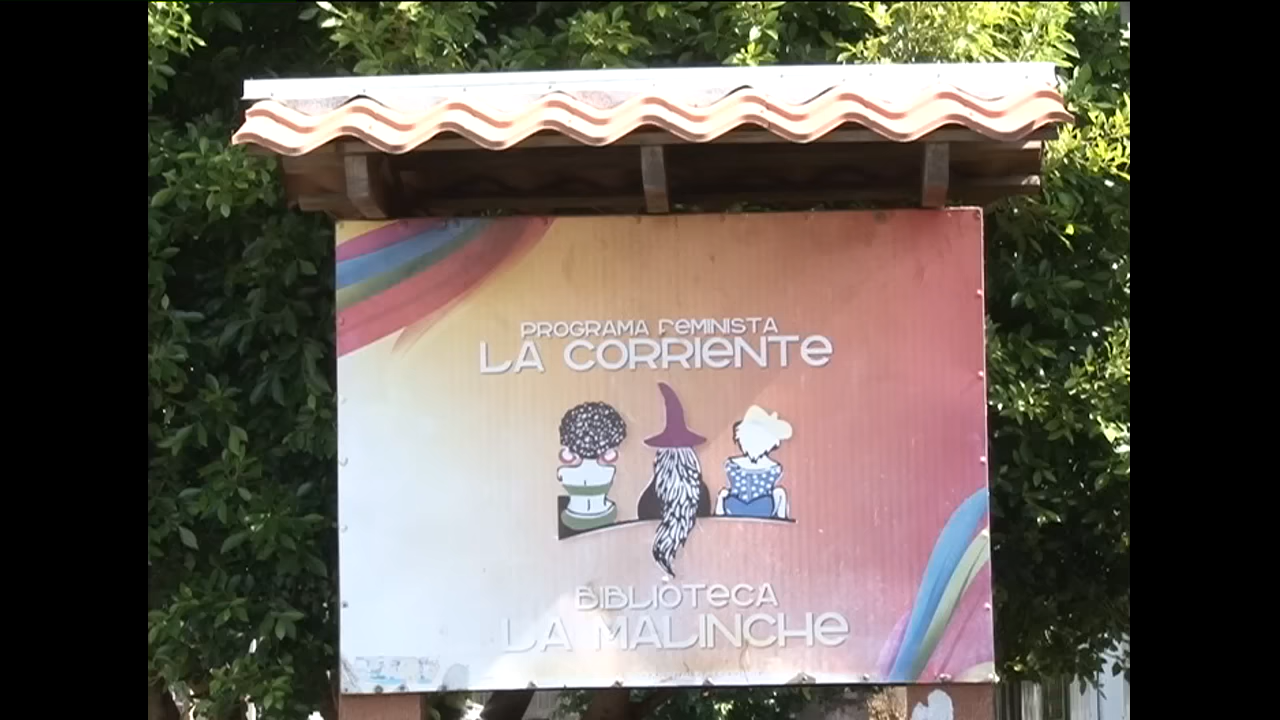 PROGRAMA FEMINISTA
LA CORRIENTE
BIBLIOTECA
LA MALINCHE